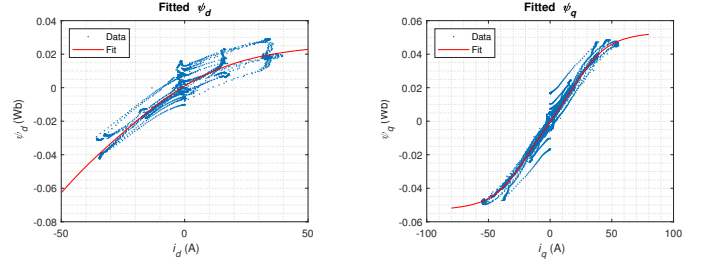 Fitted ψd
0.04
0.02
0
-0.02
-0.04
-0.06
-0.08
ψd (Wb)
Data
Fit
-50
0
50
id (A)
Fitted ψq
0.06
0.04
0.02
0
-0.02
-0.04
-0.06
ψq (Wb)
Data
Fit
-100
-50
0
50
100
iq (A)